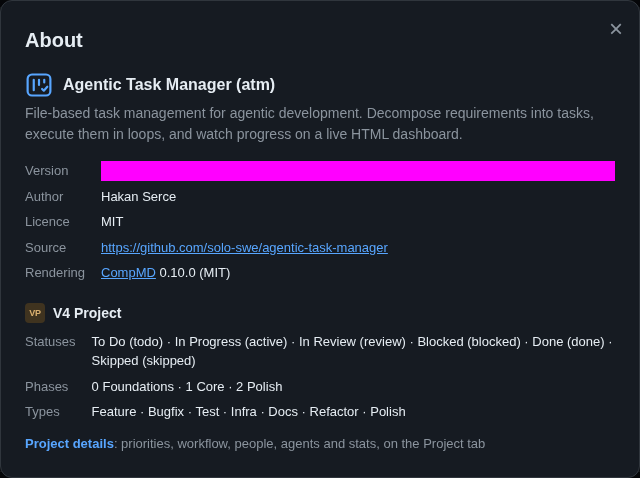 About
Agentic Task Manager (atm)
File-based task management for agentic development. Decompose requirements into tasks,
execute them in loops, and watch progress on a live HTML dashboard.
Version
Author Hakan Serce
Licence MIT
Source https://github.com/solo-swe/agentic-task-manager
Rendering CompMD 0.10.0 (MIT)
VP V4 Project
Statuses To Do (todo) · In Progress (active) · In Review (review) · Blocked (blocked) · Done (done) ·
Skipped (skipped)
Phases 0 Foundations · 1 Core · 2 Polish
Types Feature · Bugfix · Test · Infra · Docs · Refactor · Polish
Project details: priorities, workflow, people, agents and stats, on the Project tab